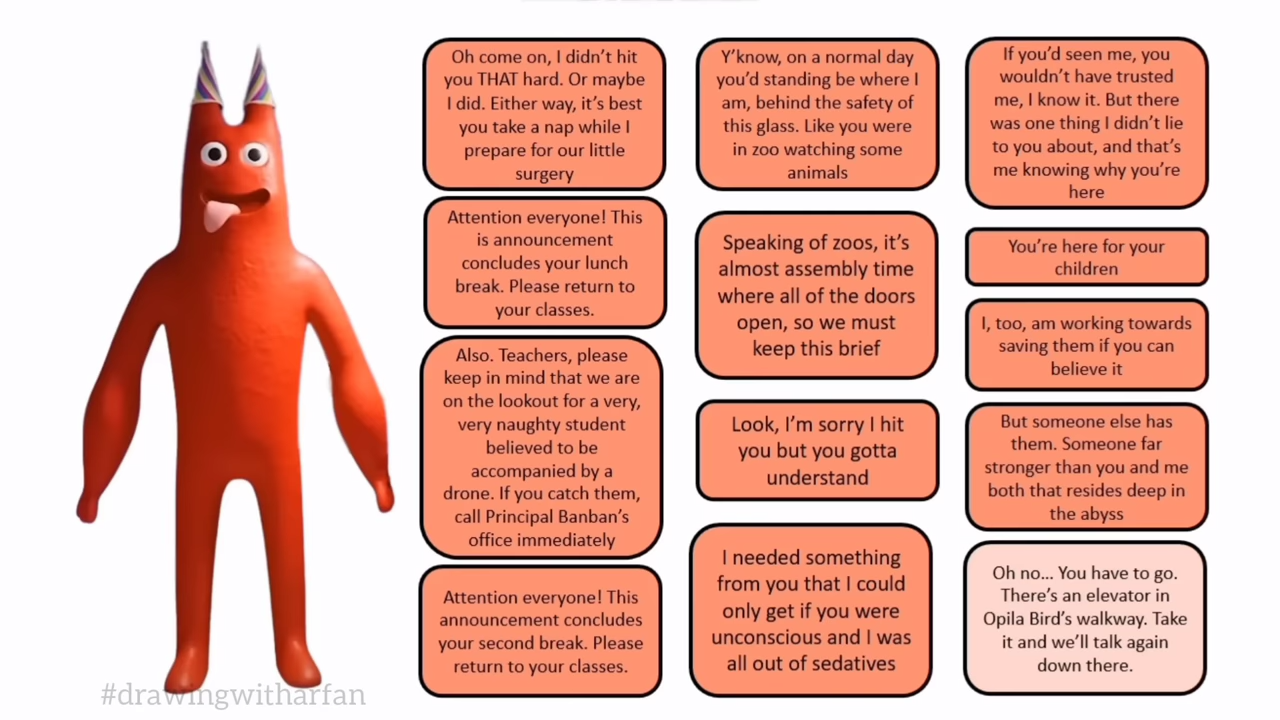 Oh come on, I didn't hit
you THAT hard. Or maybe
I did. Either way, it's best
you take a nap while I
prepare for our little
surgery
Attention everyone! This
is announcement
concludes your lunch
break. Please return to
your classes.
Also. Teachers, please
keep in mind that we are
on the lookout for a very,
very naughty student
believed to be
accompanied by a
drone. If you catch them,
call Principal Banban's
office immediately
Attention everyone! This
announcement concludes
your second break. Please
return to your classes.
Y'know, on a normal day
you'd standing be where I
am, behind the safety of
this glass. Like you were
in zoo watching some
animals
Speaking of zoos, it's
almost assembly time
where all of the doors
open, so we must
keep this brief
Look, I'm sorry I hit
you but you gotta
understand
I needed something
from you that I could
only get if you were
unconscious and I was
all out of sedatives
If you'd seen me, you
wouldn't have trusted
me, I know it. But there
was one thing I didn't lie
to you about, and that's
me knowing why you're
here
You're here for your
children
I, too, am working towards
saving them if you can
believe it
But someone else has
them. Someone far
stronger than you and me
both that resides deep in
the abyss
Oh no... You have to go.
There's an elevator in
Opila Bird's walkway. Take
it and we'll talk again
down there.
#drawingwitharfan